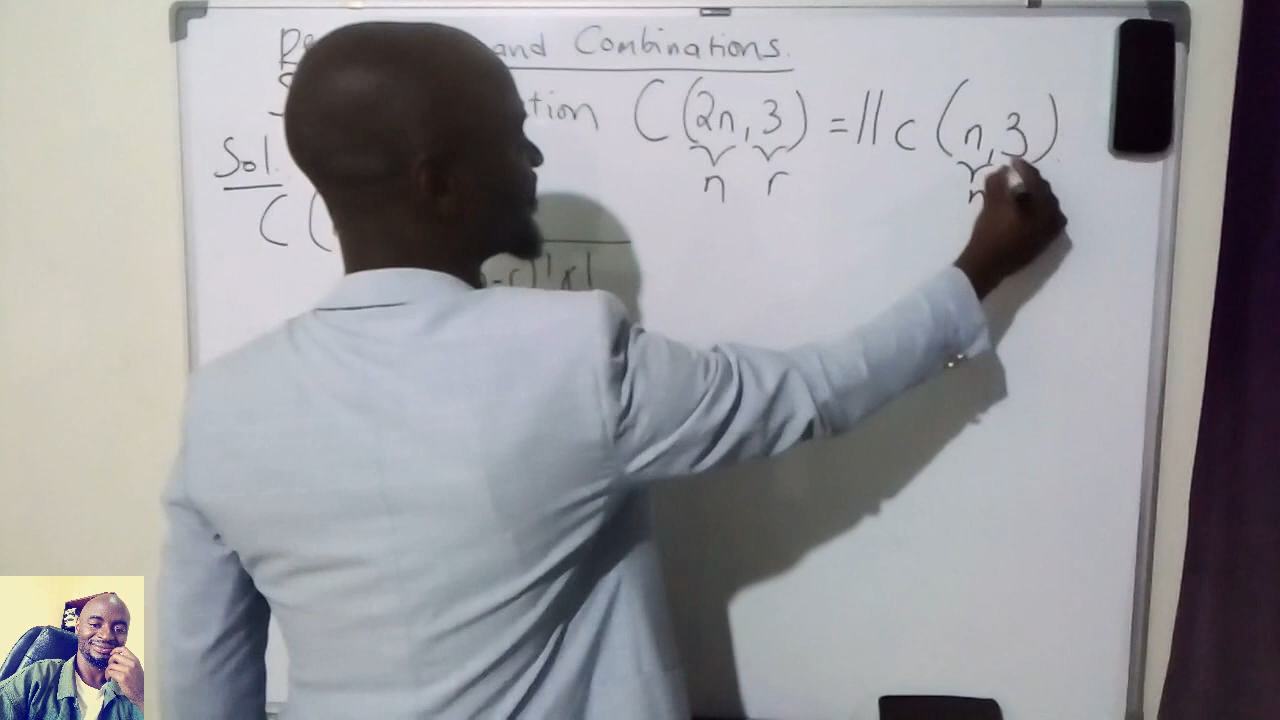 and Combinations.
tion C(2n,3) = 11 c (n,3)
n r n
Sol.
C (
-r)! r!